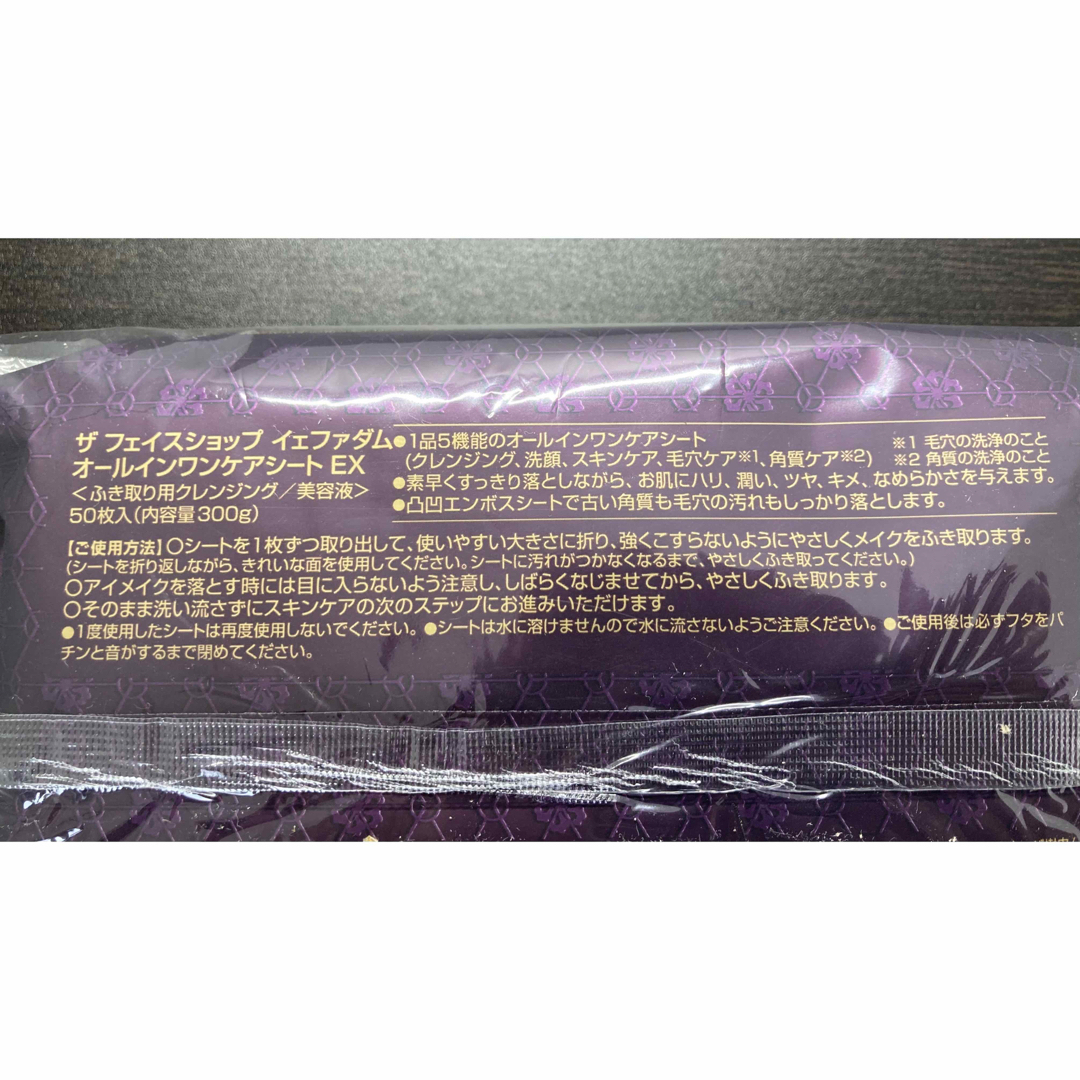 ザ フェイスショップ イェファダム
オールインワンケアシート EX
＜ふき取り用クレンジング／美容液＞
50枚入(内容量300g)
●1品5機能のオールインワンケアシート
(クレンジング、洗顔、スキンケア、毛穴ケア※1、角質ケア※2)
※1 毛穴の洗浄のこと
※2 角質の洗浄のこと
●素早くすっきり落としながら、お肌にハリ、潤い、ツヤ、キメ、なめらかさを与えます。
●凸凹エンボスシートで古い角質も毛穴の汚れもしっかり落とします。
【ご使用方法】〇シートを1枚ずつ取り出して、使いやすい大きさに折り、強くこすらないようにやさしくメイクをふき取ります。
(シートを折り返しながら、きれいな面を使用してください。シートに汚れがつかなくなるまで、やさしくふき取ってください。)
〇アイメイクを落とす時には目に入らないよう注意し、しばらくなじませてから、やさしくふき取ります。
〇そのまま洗い流さずにスキンケアの次のステップにお進みいただけます。
●1度使用したシートは再度使用しないでください。●シートは水に溶けませんので水に流さないようご注意ください。●ご使用後は必ずフタをパ
チンと音がするまで閉めてください。